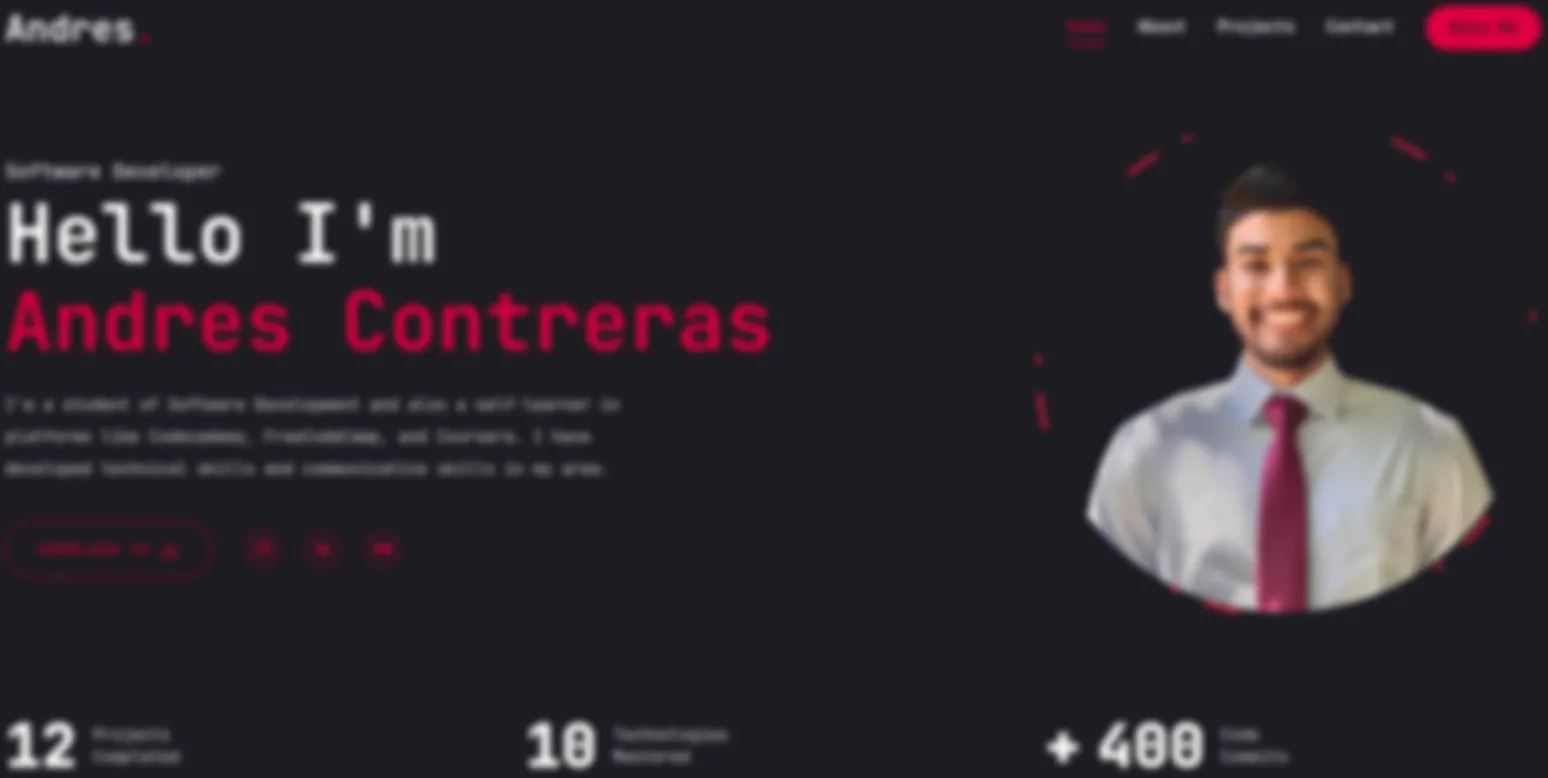 Andres.
Home About Projects Contact Hire Me
Software Developer
Hello I'm
Andres Contreras
I'm a student of Software Development and also a self-learner in
platforms like Codecademy, FreeCodeCamp, and Coursera. I have
developed technical skills and communicative skills in my area.
DOWNLOAD CV
12 Projects
Completed
10 Technologies
Mastered
+ 400 Code
Commits